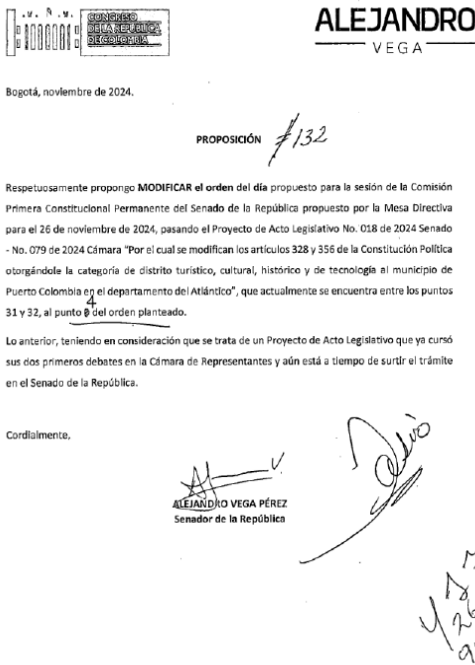 CONGRESO
DE LA REPÚBLICA
DE COLOMBIA
ALEJANDRO
VEGA
Bogotá, noviembre de 2024.
PROPOSICIÓN #132
Respetuosamente propongo MODIFICAR el orden del día propuesto para la sesión de la Comisión
Primera Constitucional Permanente del Senado de la República propuesto por la Mesa Directiva
para el 26 de noviembre de 2024, pasando el Proyecto de Acto Legislativo No. 018 de 2024 Senado
- No. 079 de 2024 Cámara "Por el cual se modifican los artículos 328 y 356 de la Constitución Política
otorgándole la categoría de distrito turístico, cultural, histórico y de tecnología al municipio de
Puerto Colombia en el departamento del Atlántico", que actualmente se encuentra entre los puntos
4
31 y 32, al punto del orden planteado.
Lo anterior, teniendo en consideración que se trata de un Proyecto de Acto Legislativo que ya cursó
sus dos primeros debates en la Cámara de Representantes y aún está a tiempo de surtir el trámite
en el Senado de la República.
Cordialmente,
ALEJANDRO VEGA PÉREZ
Senador de la República